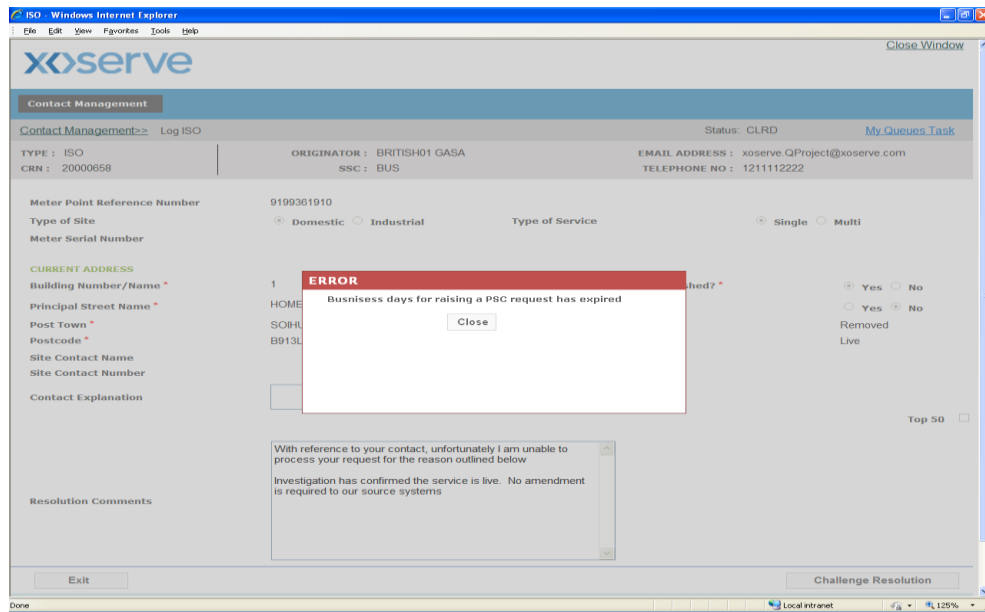 ISO - Windows Internet Explorer
File Edit View Favorites Tools Help
Close Window
xoserve
Contact Management
Contact Management>> Log ISO Status: CLRD My Queues Task
TYPE : ISO ORIGINATOR : BRITISH01 GASA EMAIL ADDRESS : xoserve.QProject@xoserve.com
CRN : 20000658 SSC : BUS TELEPHONE NO : 1211112222
Meter Point Reference Number 9199361910
Type of Site Domestic Industrial Type of Service Single Multi
Meter Serial Number
CURRENT ADDRESS
Building Number/Name * 1 shed? * Yes No
Principal Street Name * HOME Yes No
Post Town * SOIHU Removed
Postcode * B913L Live
Site Contact Name
Site Contact Number
Contact Explanation
ERROR
Busnisess days for raising a PSC request has expired
Close
Top 50
Resolution Comments
With reference to your contact, unfortunately I am unable to
process your request for the reason outlined below
Investigation has confirmed the service is live. No amendment
is required to our source systems
Exit Challenge Resolution
Done Local intranet 125%